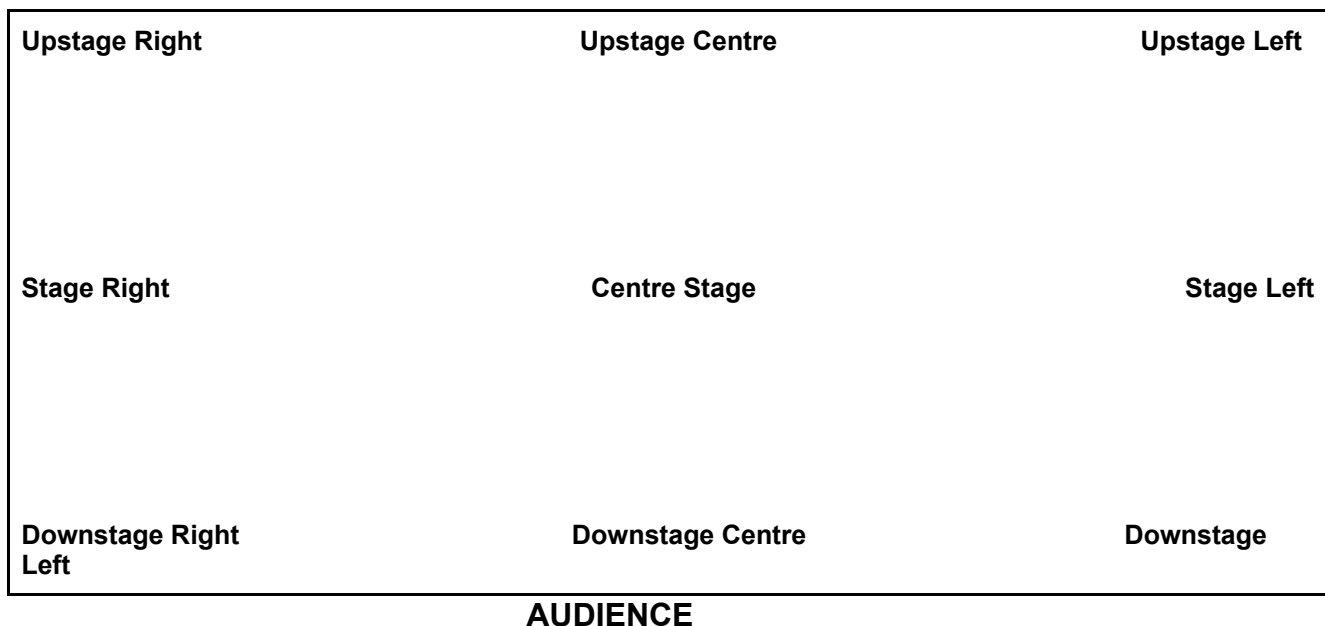 Upstage Right Upstage Centre Upstage Left
Stage Right Centre Stage Stage Left
Downstage Right Downstage Centre Downstage
Left
AUDIENCE